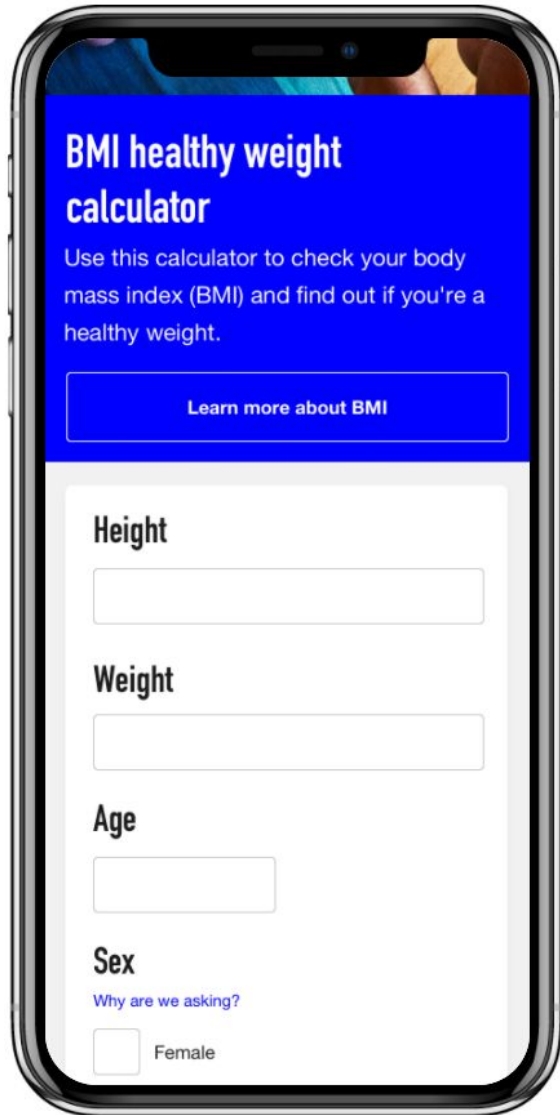 BMI healthy weight
calculator
Use this calculator to check your body
mass index (BMI) and find out if you're a
healthy weight.
Learn more about BMI
Height
Weight
Age
Sex
Why are we asking?
Female